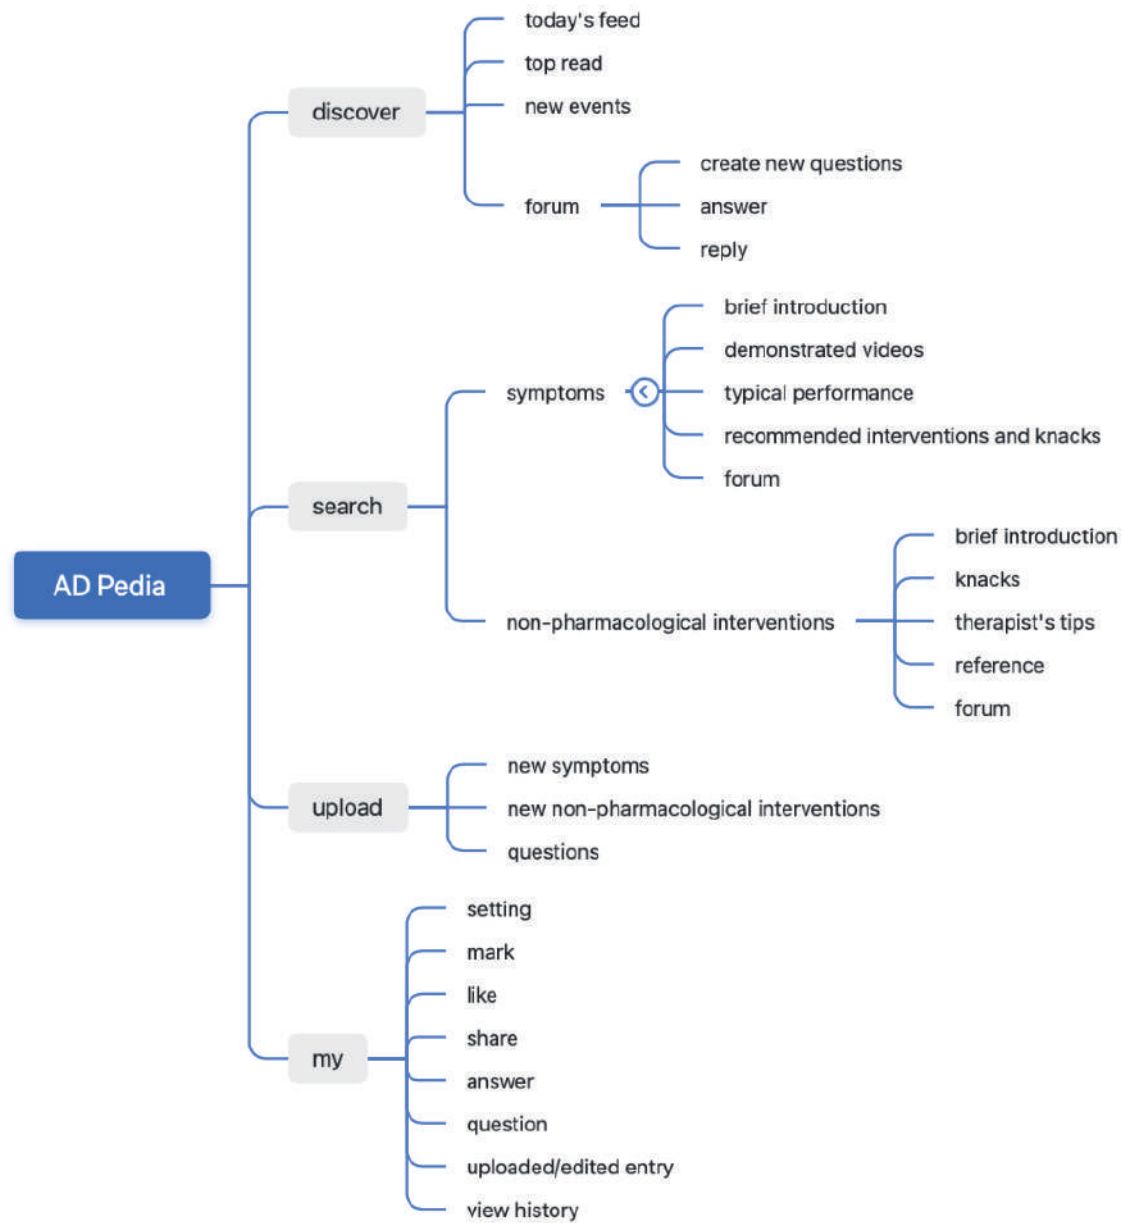 today's feed
top read
discover
new events
create new questions
forum
answer
reply
brief introduction
demonstrated videos
symptoms
typical performance
recommended interventions and knacks
forum
search
brief introduction
AD Pedia
knacks
non-pharmacological interventions
therapist's tips
reference
forum
new symptoms
upload
new non-pharmacological interventions
questions
setting
mark
like
share
my
answer
question
uploaded/edited entry
view history